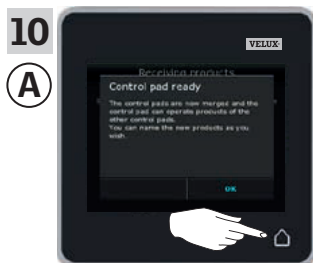 10
A
VELUX
Receiving products
Control pad ready
The control pads are now merged and the
control pad can operate products of the
other control pads.
You can name the new products as you
wish.
OK